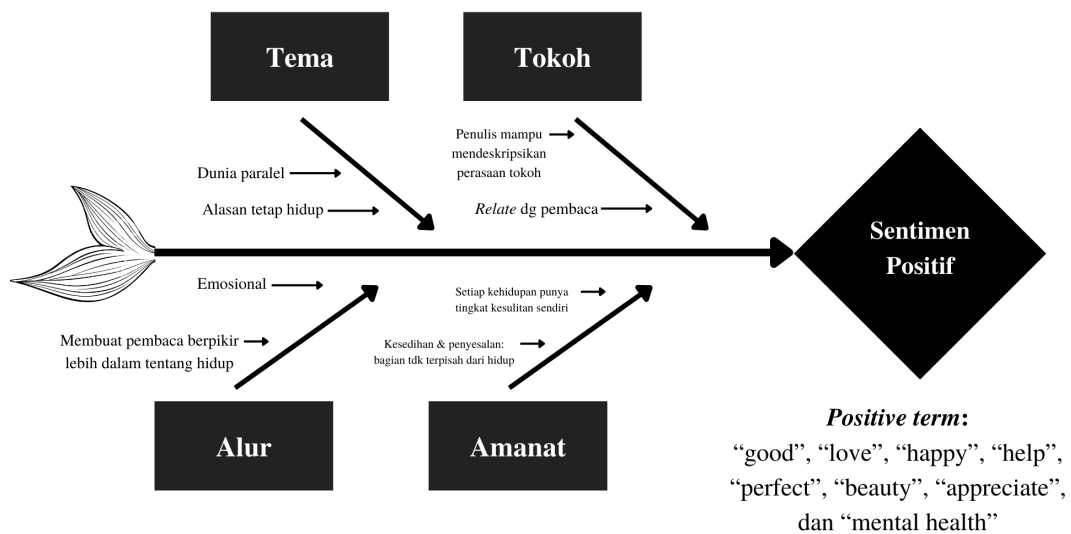 Tema
Tokoh
Penulis mampu
mendeskripsikan
perasaan tokoh
Dunia paralel
Alasan tetap hidup
Relate dg pembaca
Sentimen
Positif
Emosional
Setiap kehidupan punya
tingkat kesulitan sendiri
Membuat pembaca berpikir
lebih dalam tentang hidup
Kesedihan & penyesalan:
bagian tdk terpisah dari hidup
Alur
Amanat
Positive term:
“good”, “love”, “happy”, “help”,
“perfect”, “beauty”, “appreciate”,
dan “mental health”